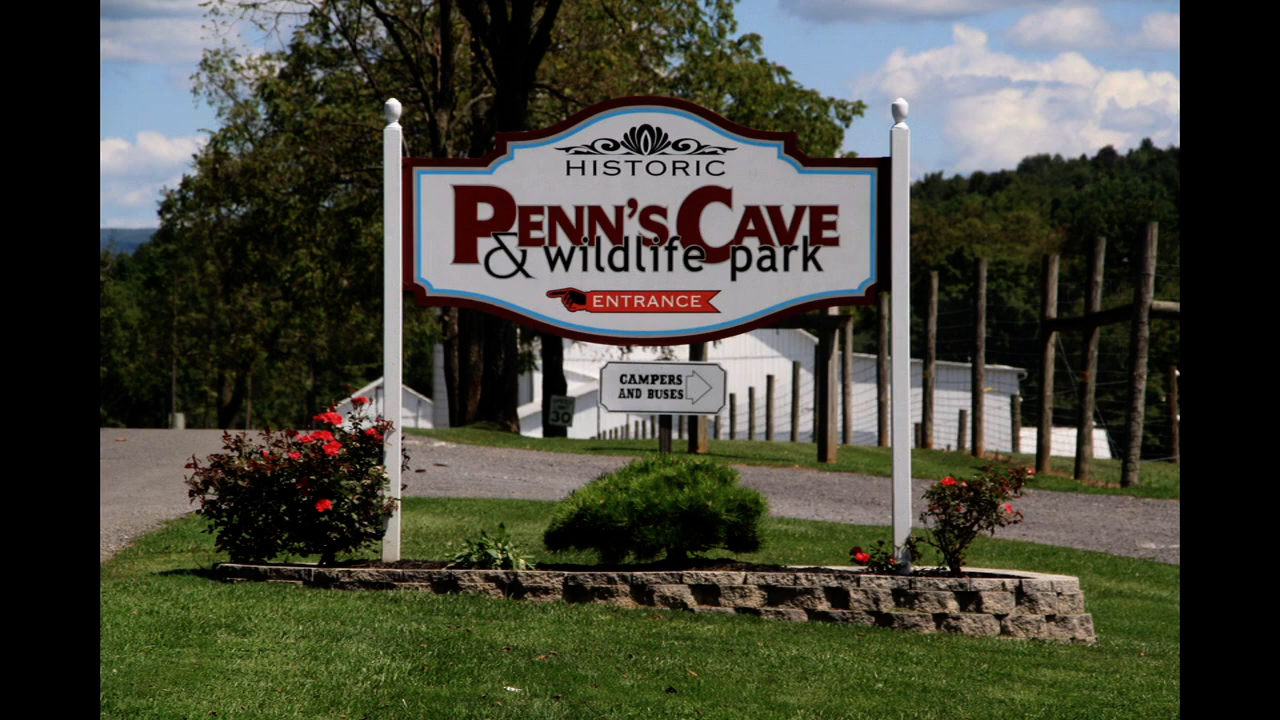 HISTORIC
PENN'S CAVE
& wildlife park
ENTRANCE
CAMPERS
AND BUSES
30